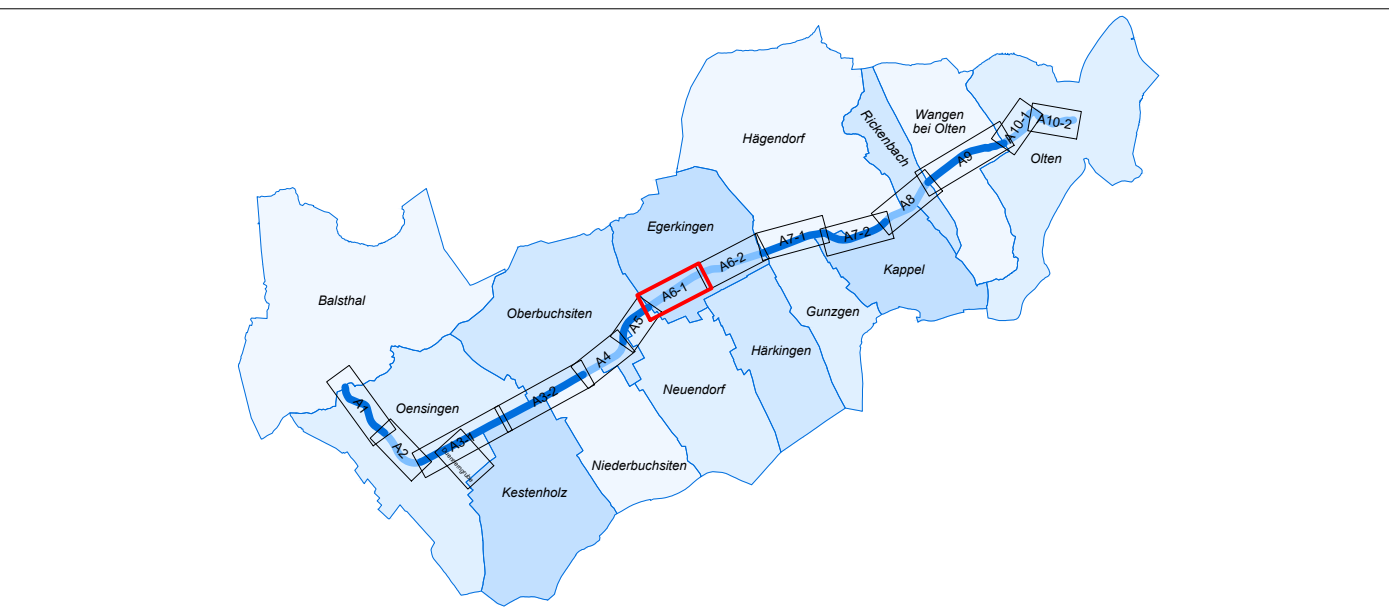 Hägendorf
Rickenbach
Wangen
bei Olten
A10-1
A10-2
Olten
A9
A8
Egerkingen
A7-1
A7-2
A6-2
A6-1
Kappel
Balsthal
Oberbuchsiten
A5
Gunzgen
Härkingen
A4
Neuendorf
A3-2
A1
Oensingen
A2
A3-1
Niederbuchsiten
Kestenholz